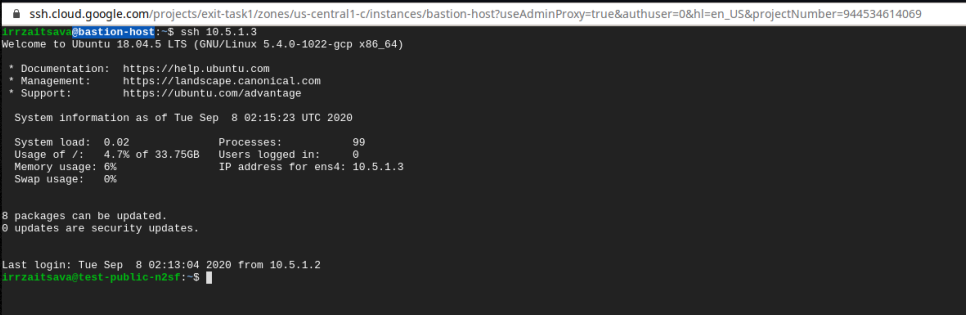 ssh.cloud.google.com/projects/exit-task1/zones/us-central1-c/instances/bastion-host?useAdminProxy=true&authuser=0&hl=en_US&projectNumber=944534614069
irrzaitsava@bastion-host:~$ ssh 10.5.1.3
Welcome to Ubuntu 18.04.5 LTS (GNU/Linux 5.4.0-1022-gcp x86_64)
* Documentation:  https://help.ubuntu.com
* Management:     https://landscape.canonical.com
* Support:        https://ubuntu.com/advantage
System information as of Tue Sep  8 02:15:23 UTC 2020
System load:  0.02              Processes:           99
Usage of /:   4.7% of 33.75GB   Users logged in:     0
Memory usage: 6%                IP address for ens4: 10.5.1.3
Swap usage:   0%
8 packages can be updated.
0 updates are security updates.
Last login: Tue Sep  8 02:13:04 2020 from 10.5.1.2
irrzaitsava@test-public-n2sf:~$